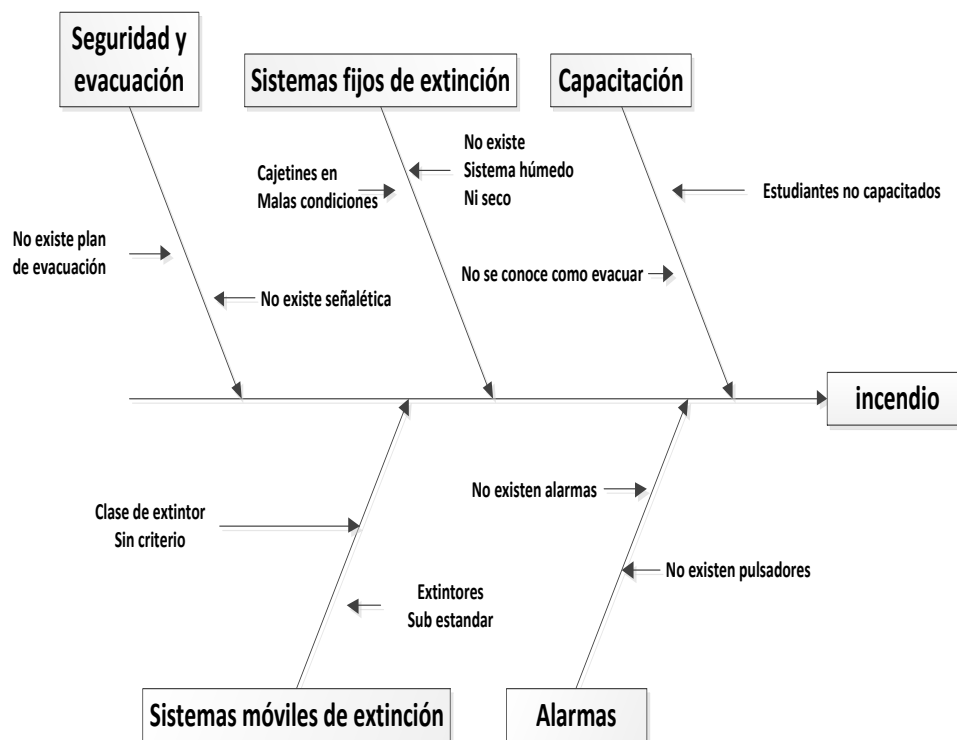 Seguridad y
evacuación
Sistemas fijos de extinción
Capacitación
No existe
Sistema húmedo
Ni seco
Cajetines en
Malas condiciones
Estudiantes no capacitados
No existe plan
de evacuación
No se conoce como evacuar
No existe señalética
incendio
No existen alarmas
Clase de extintor
Sin criterio
No existen pulsadores
Extintores
Sub estandar
Sistemas móviles de extinción
Alarmas